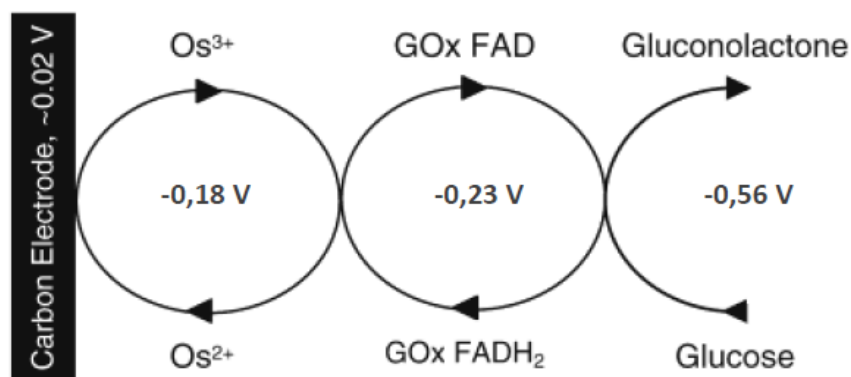 Carbon Electrode, ~0.02 V
Os³⁺
GOx FAD
Gluconolactone
-0,18 V
-0,23 V
-0,56 V
Os²⁺
GOx FADH₂
Glucose